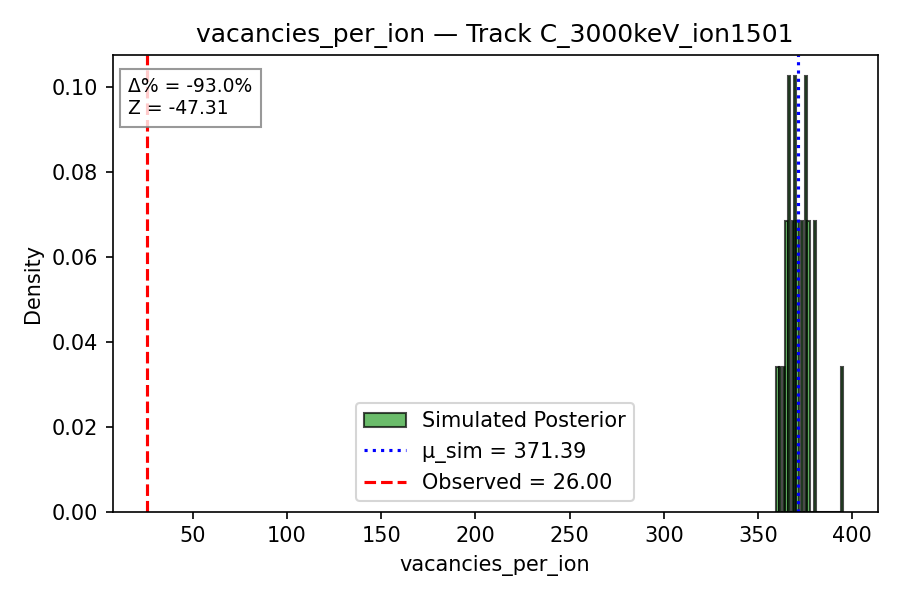 vacancies_per_ion — Track C_3000keV_ion1501
Δ% = -93.0%
Z = -47.31
0.10
0.08
0.06
0.04
0.02
0.00
Density
Simulated Posterior
μ_sim = 371.39
Observed = 26.00
50 100 150 200 250 300 350 400
vacancies_per_ion